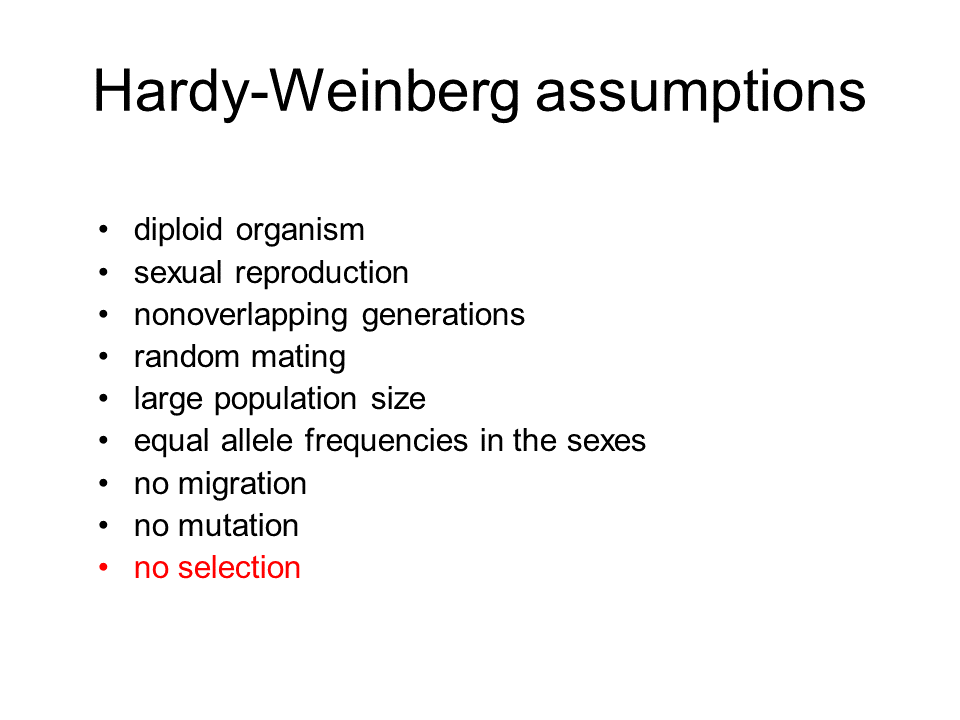 Hardy-Weinberg assumptions
• diploid organism
• sexual reproduction
• nonoverlapping generations
• random mating
• large population size
• equal allele frequencies in the sexes
• no migration
• no mutation
• no selection